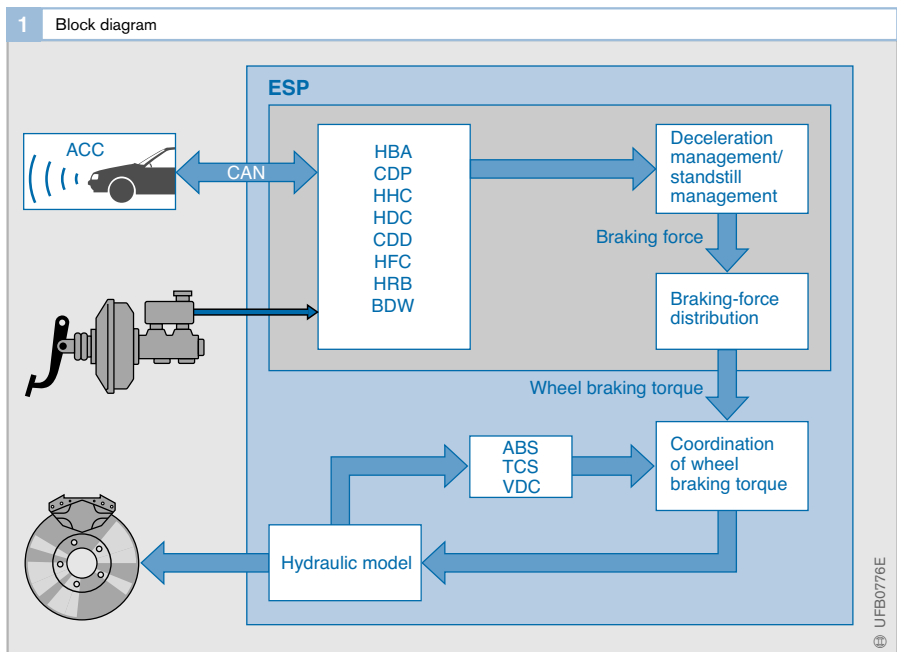 1
Block diagram
ESP
ACC
CAN
HBA
CDP
HHC
HDC
CDD
HFC
HRB
BDW
Deceleration
management/
standstill
management
Braking force
Braking-force
distribution
Wheel braking torque
ABS
TCS
VDC
Coordination
of wheel
braking torque
Hydraulic model
UFB0776E